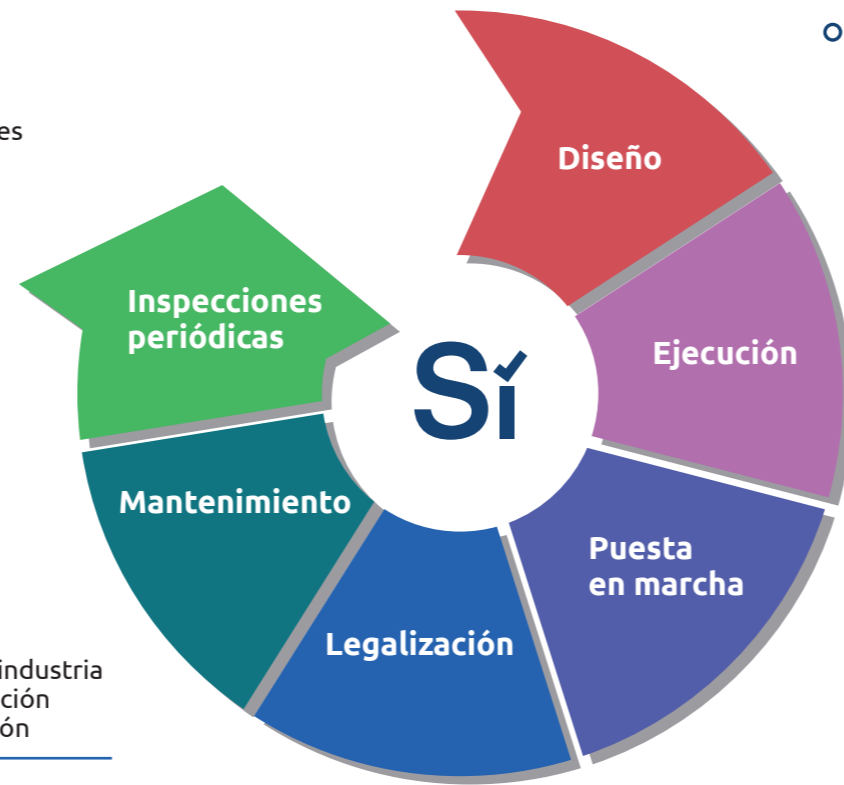 es
Diseño
Inspecciones
periódicas
Ejecución
Sí
Mantenimiento
Puesta
en marcha
Legalización
industria
ción
ón